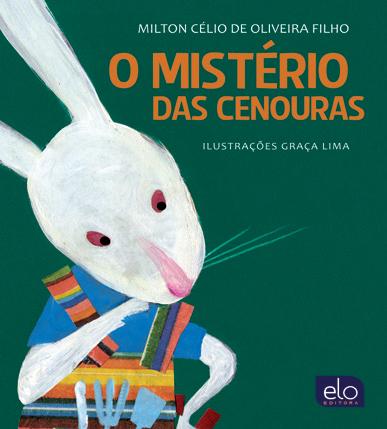 MILTON CÉLIO DE OLIVEIRA FILHO
O MISTÉRIO
DAS CENOURAS
ILUSTRAÇÕES GRAÇA LIMA
elo
EDITORA